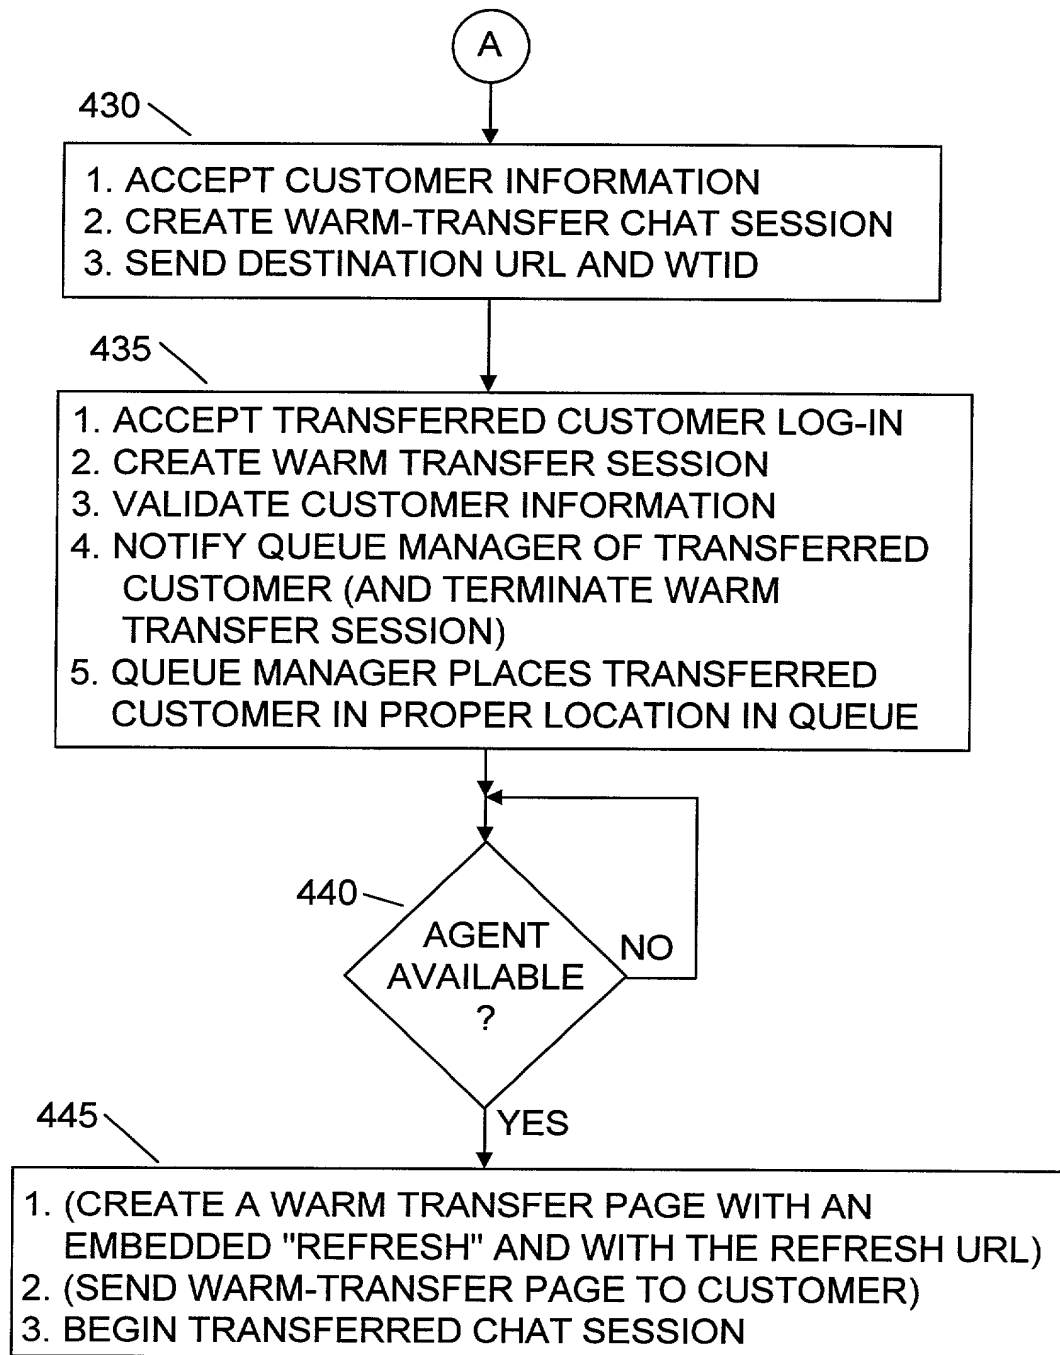 A
430
1. ACCEPT CUSTOMER INFORMATION
2. CREATE WARM-TRANSFER CHAT SESSION
3. SEND DESTINATION URL AND WTID
435
1. ACCEPT TRANSFERRED CUSTOMER LOG-IN
2. CREATE WARM TRANSFER SESSION
3. VALIDATE CUSTOMER INFORMATION
4. NOTIFY QUEUE MANAGER OF TRANSFERRED
CUSTOMER (AND TERMINATE WARM
TRANSFER SESSION)
5. QUEUE MANAGER PLACES TRANSFERRED
CUSTOMER IN PROPER LOCATION IN QUEUE
440
AGENT
AVAILABLE
?
NO
YES
445
1. (CREATE A WARM TRANSFER PAGE WITH AN
EMBEDDED "REFRESH" AND WITH THE REFRESH URL)
2. (SEND WARM-TRANSFER PAGE TO CUSTOMER)
3. BEGIN TRANSFERRED CHAT SESSION